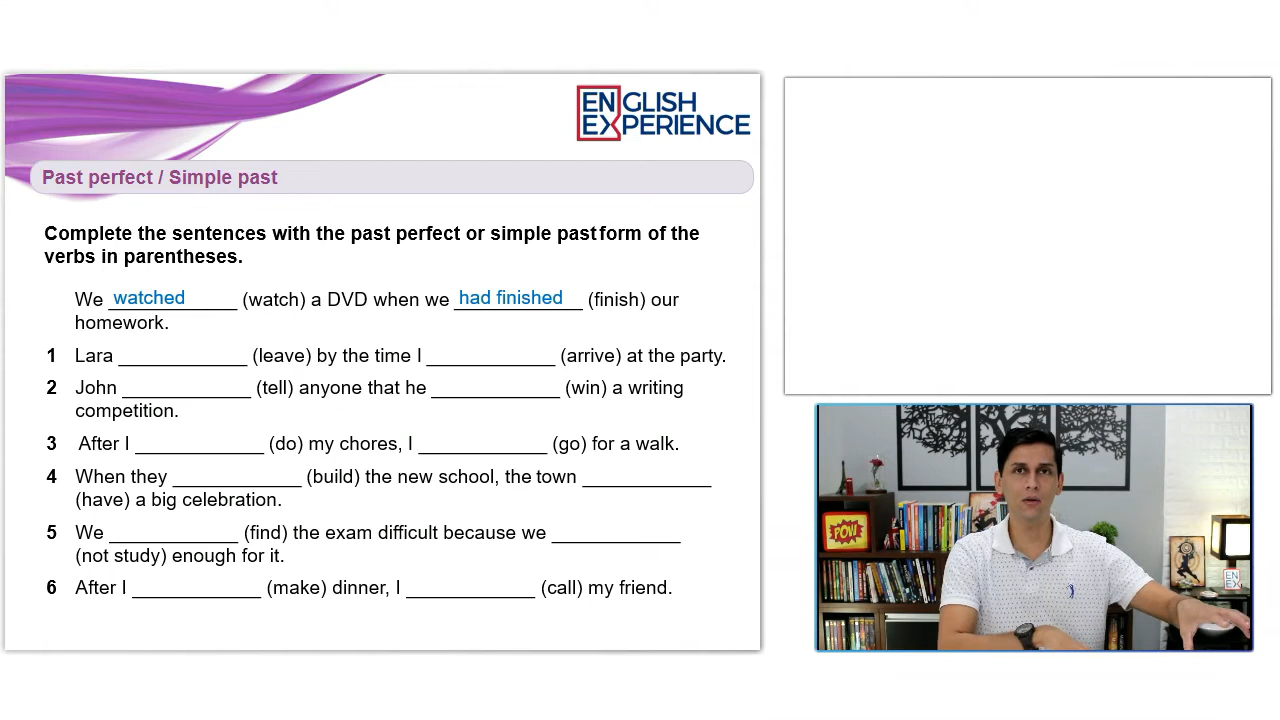 ENGLISH
EXPERIENCE
Past perfect / Simple past
Complete the sentences with the past perfect or simple past form of the
verbs in parentheses.
We watched (watch) a DVD when we had finished (finish) our
homework.
1 Lara ____________ (leave) by the time I ____________ (arrive) at the party.
2 John ____________ (tell) anyone that he ____________ (win) a writing
competition.
3 After I ____________ (do) my chores, I ____________ (go) for a walk.
4 When they ____________ (build) the new school, the town ____________
(have) a big celebration.
5 We ____________ (find) the exam difficult because we ____________
(not study) enough for it.
6 After I ____________ (make) dinner, I ____________ (call) my friend.
POW!
EN
EX